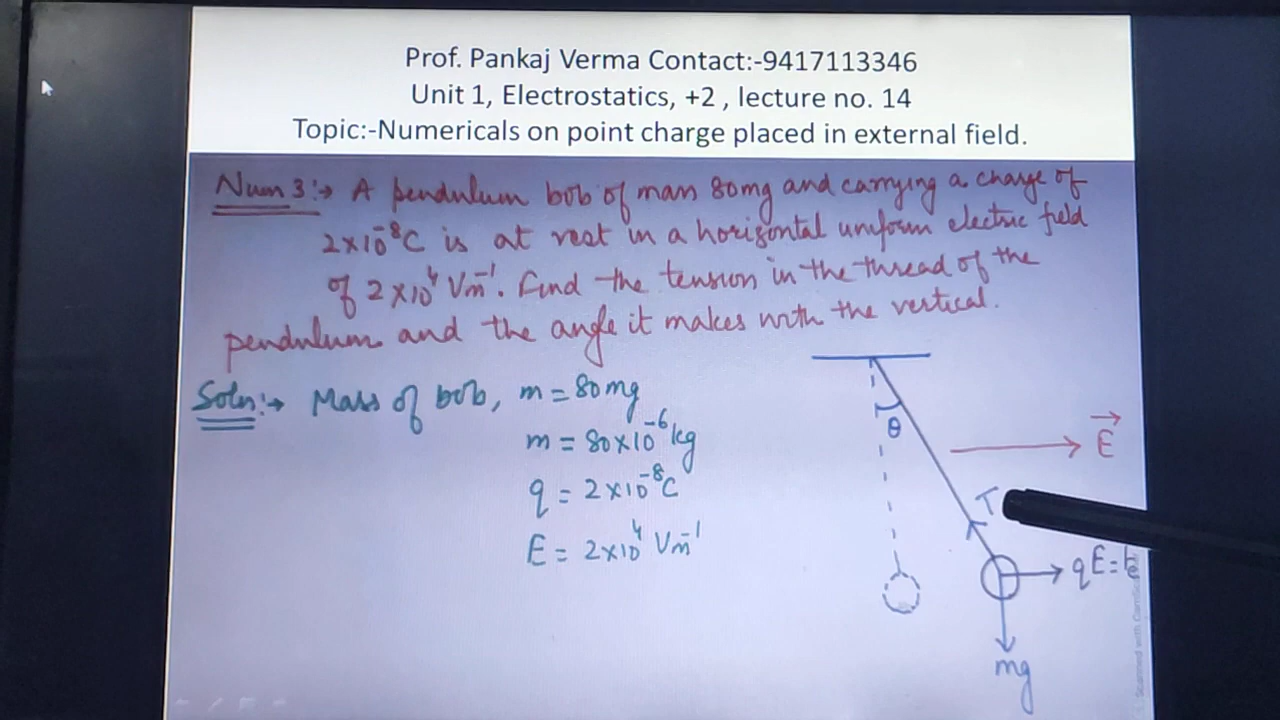 Prof. Pankaj Verma Contact:-9417113346
Unit 1, Electrostatics, +2 , lecture no. 14
Topic:-Numericals on point charge placed in external field.
Num 3:→ A pendulum bob of mass 80mg and carrying a charge of
2×10⁻⁸C is at rest in a horizontal uniform electric field
of 2×10⁴ Vm⁻¹. Find the tension in the thread of the
pendulum and the angle it makes with the vertical.
Soln:→ Mass of bob, m = 80mg
m = 80×10⁻⁶kg
q = 2×10⁻⁸C
E = 2×10⁴ Vm⁻¹
θ
E⃗
T
qE=
mg
Scanned with